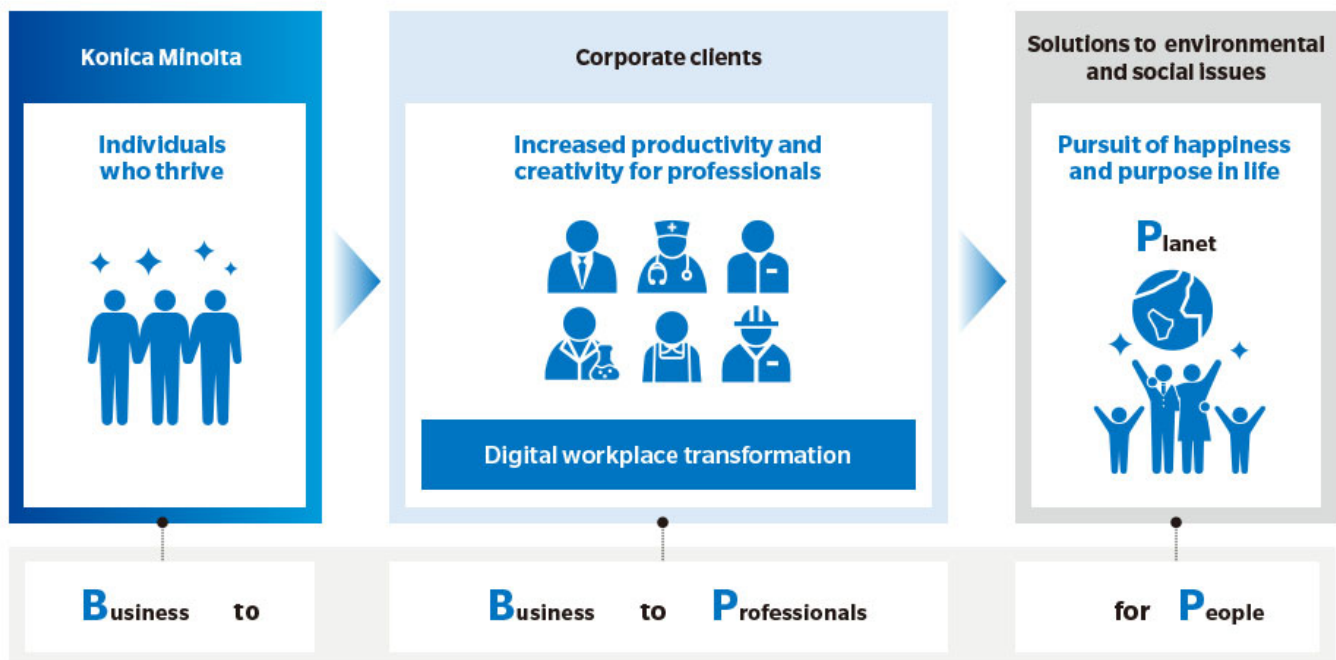 Konica Minolta
Individuals
who thrive
Corporate clients
Increased productivity and
creativity for professionals
Digital workplace transformation
Solutions to environmental
and social issues
Pursuit of happiness
and purpose in life
Planet
Business to
Business to Professionals
for People